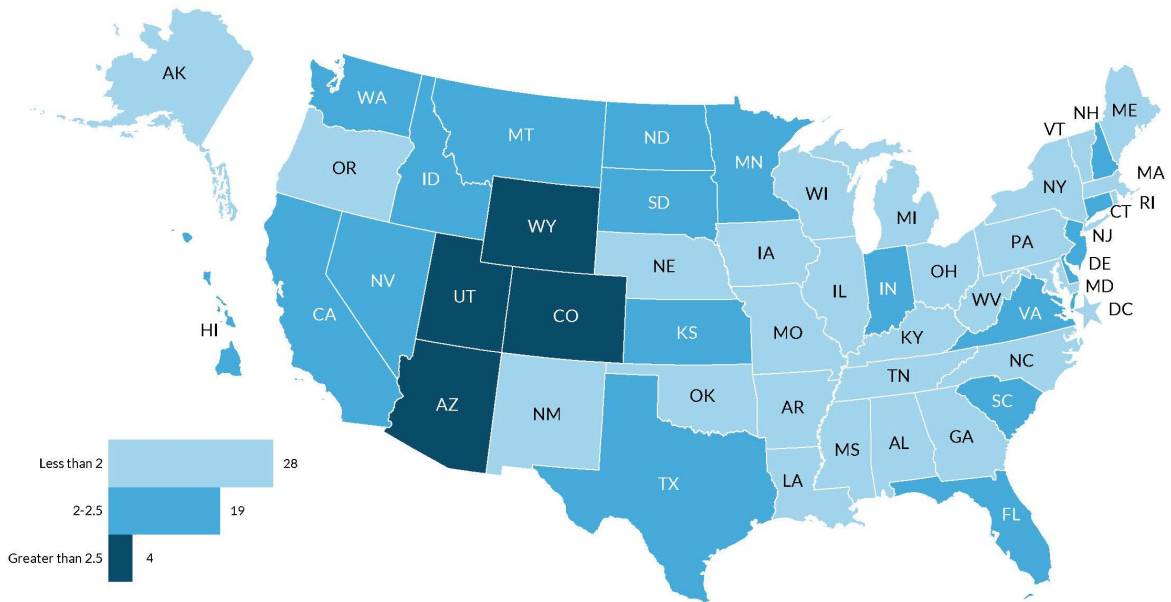 AK
WA
MT
ND
MN
OR
ID
SD
WI
MI
NY
VT
NH
ME
MA
RI
CT
NJ
PA
DE
MD
DC
WY
NE
IA
IL
IN
OH
WV
VA
NV
UT
CO
KS
MO
KY
CA
HI
AZ
NM
OK
AR
TN
NC
SC
MS
AL
GA
TX
LA
FL
Less than 2 28
2-2.5 19
Greater than 2.5 4